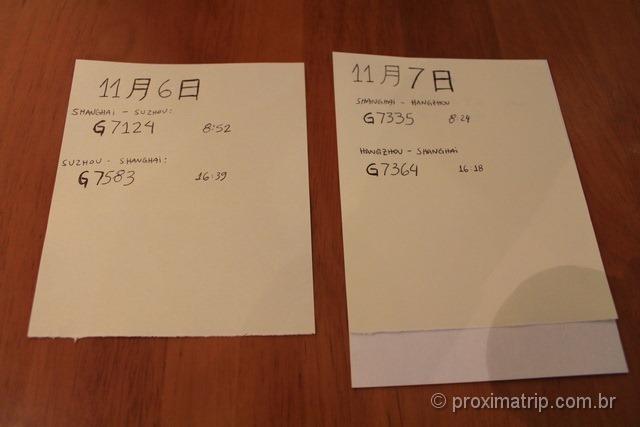 11月6日
SHANGHAI - SUZHOU:
G7124 8:52
SUZHOU - SHANGHAI:
G7583 16:39
11月7日
SHANGHAI - HANGZHOU
G7335 8:24
HANGZHOU - SHANGHAI
G7364 16:18
© proximatrip.com.br